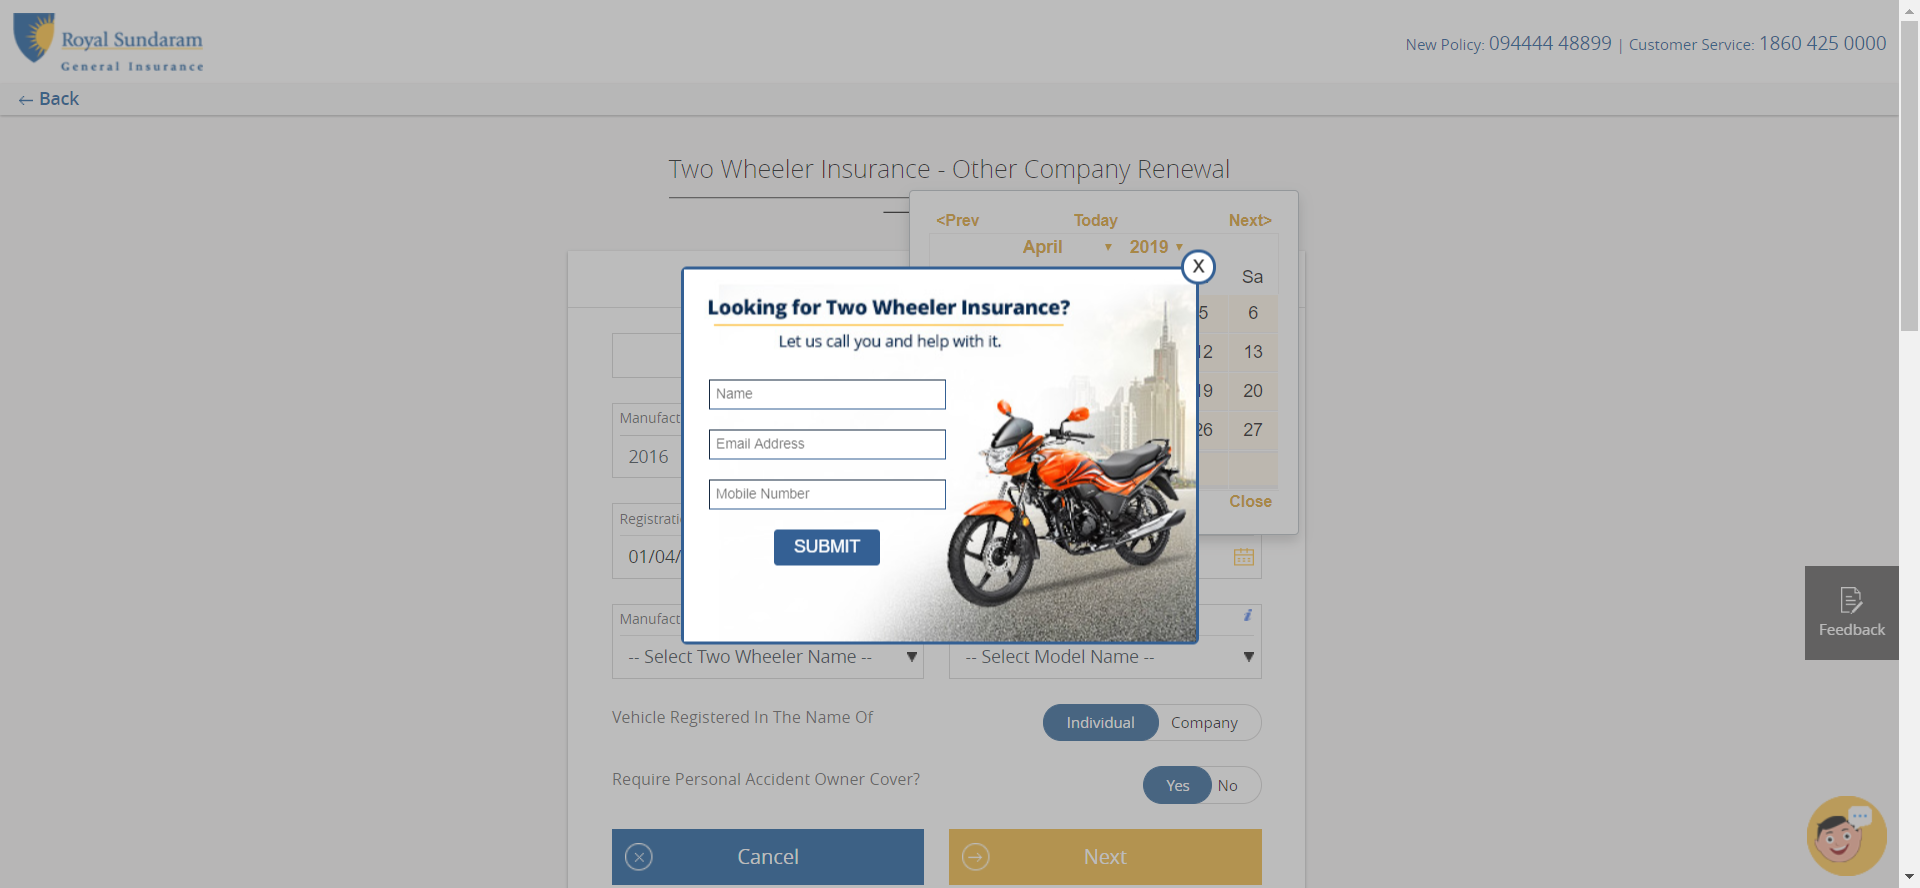 Royal Sundaram
General Insurance
New Policy: 094444 48899 | Customer Service: 1860 425 0000
← Back
Two Wheeler Insurance - Other Company Renewal
<Prev Today Next>
April ▼ 2019 ▼
X
Sa
5 6
12 13
19 20
26 27
Close
Looking for Two Wheeler Insurance?
Let us call you and help with it.
Name
Email Address
Mobile Number
SUBMIT
Manufact
2016
Registrati
01/04/
Manufact
i
-- Select Two Wheeler Name -- ▼
-- Select Model Name -- ▼
Vehicle Registered In The Name Of
Individual Company
Require Personal Accident Owner Cover?
Yes No
Cancel
Next
Feedback